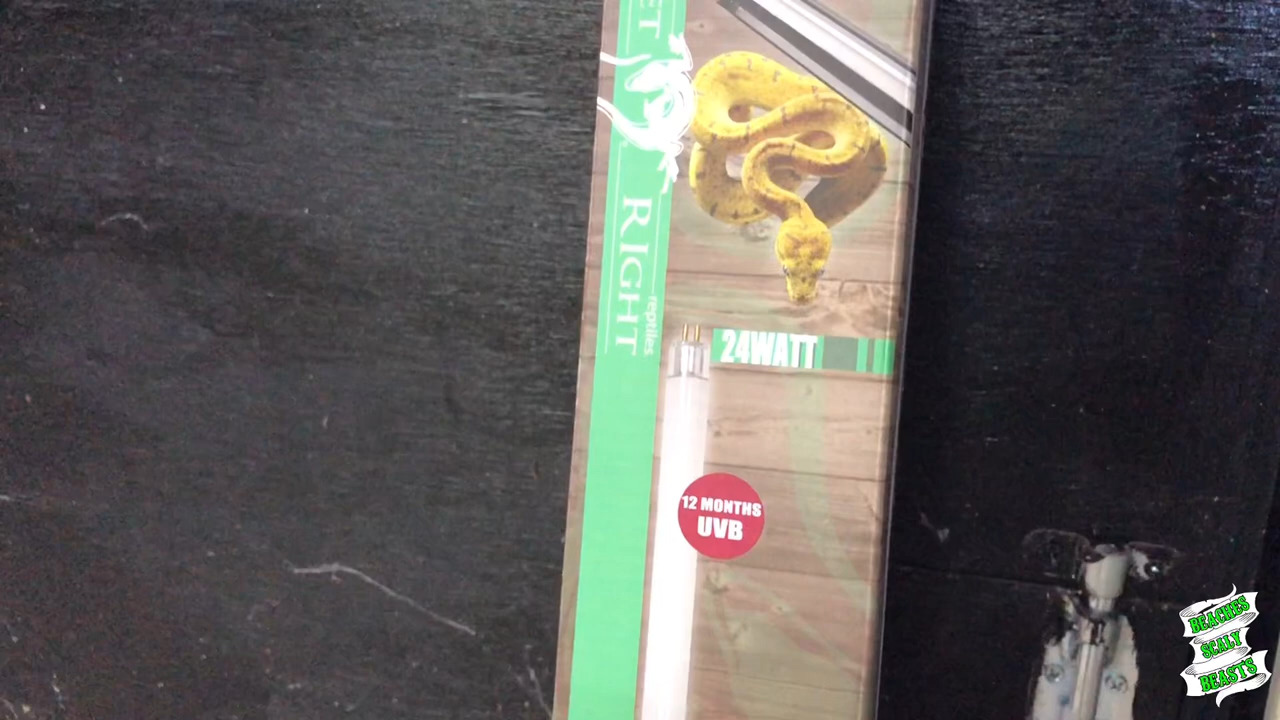 RIGHT
reptiles
24WATT
12 MONTHS
UVB
BEACHES
SCALY
BEASTS